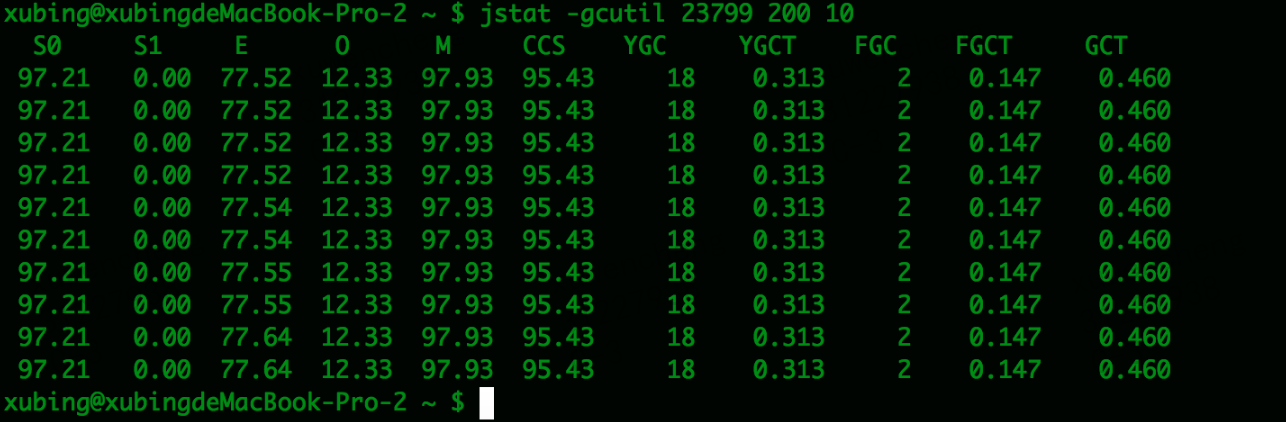 xubing@xubingdeMacBook-Pro-2 ~ $ jstat -gcutil 23799 200 10
S0 S1 E O M CCS YGC YGCT FGC FGCT GCT
97.21 0.00 77.52 12.33 97.93 95.43 18 0.313 2 0.147 0.460
97.21 0.00 77.52 12.33 97.93 95.43 18 0.313 2 0.147 0.460
97.21 0.00 77.52 12.33 97.93 95.43 18 0.313 2 0.147 0.460
97.21 0.00 77.52 12.33 97.93 95.43 18 0.313 2 0.147 0.460
97.21 0.00 77.54 12.33 97.93 95.43 18 0.313 2 0.147 0.460
97.21 0.00 77.54 12.33 97.93 95.43 18 0.313 2 0.147 0.460
97.21 0.00 77.55 12.33 97.93 95.43 18 0.313 2 0.147 0.460
97.21 0.00 77.55 12.33 97.93 95.43 18 0.313 2 0.147 0.460
97.21 0.00 77.64 12.33 97.93 95.43 18 0.313 2 0.147 0.460
97.21 0.00 77.64 12.33 97.93 95.43 18 0.313 2 0.147 0.460
xubing@xubingdeMacBook-Pro-2 ~ $